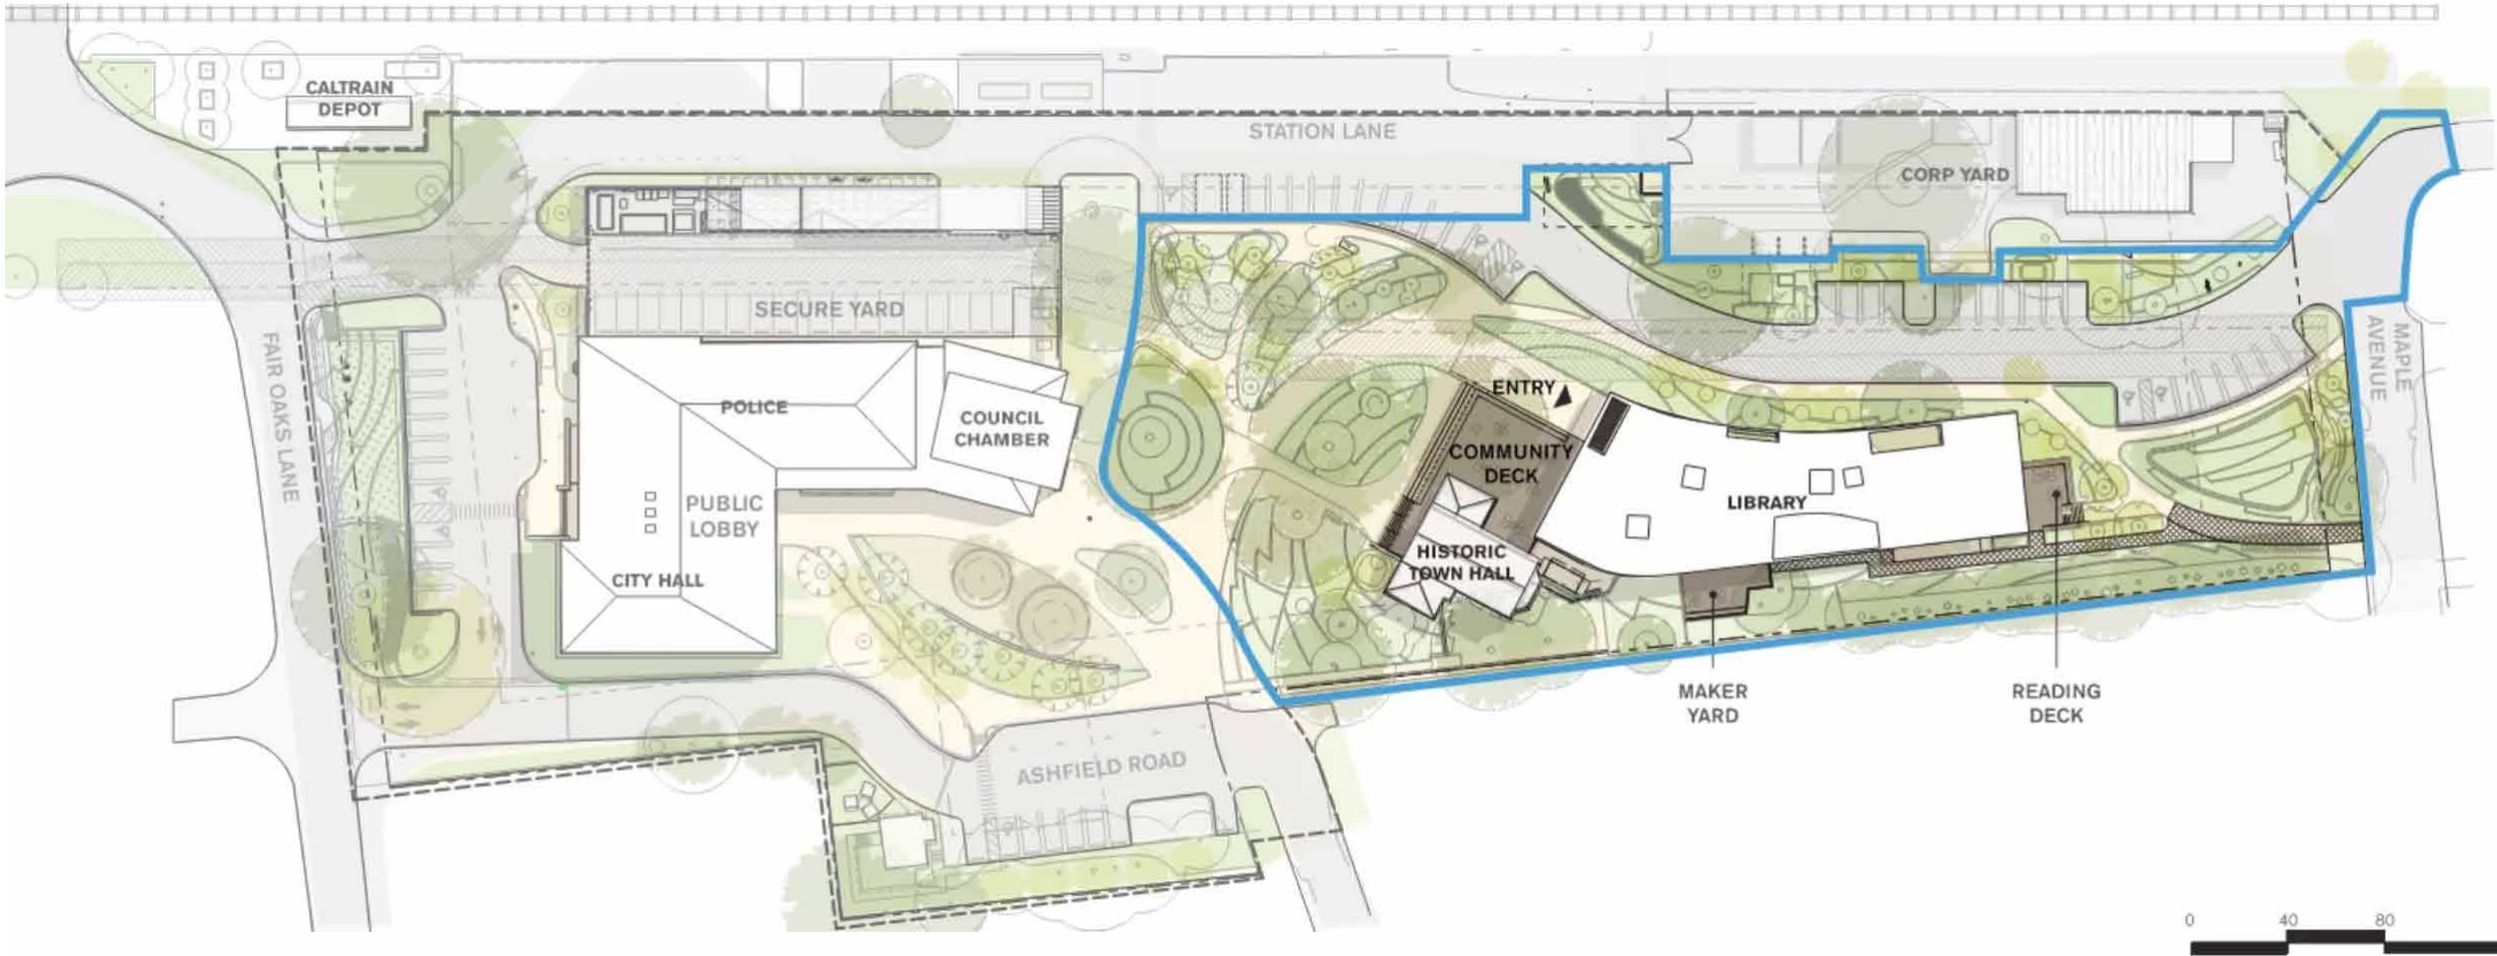 CALTRAIN
DEPOT
STATION LANE
CORP YARD
SECURE YARD
FAIR OAKS LANE
MAPLE
AVENUE
POLICE
COUNCIL
CHAMBER
ENTRY
COMMUNITY
DECK
PUBLIC
LOBBY
LIBRARY
CITY HALL
HISTORIC
TOWN HALL
MAKER
YARD
READING
DECK
ASHFIELD ROAD
0 40 80